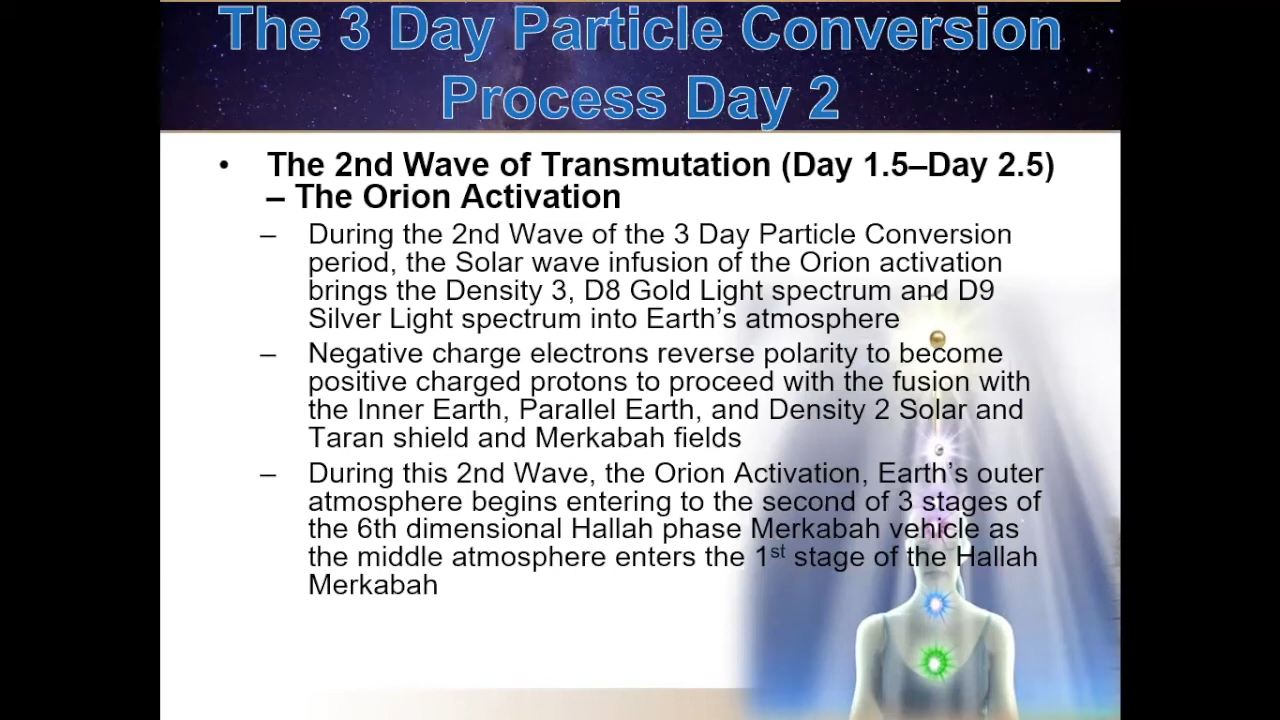 The 3 Day Particle Conversion
Process Day 2
• The 2nd Wave of Transmutation (Day 1.5–Day 2.5)
– The Orion Activation
– During the 2nd Wave of the 3 Day Particle Conversion
period, the Solar wave infusion of the Orion activation
brings the Density 3, D8 Gold Light spectrum and D9
Silver Light spectrum into Earth’s atmosphere
– Negative charge electrons reverse polarity to become
positive charged protons to proceed with the fusion with
the Inner Earth, Parallel Earth, and Density 2 Solar and
Taran shield and Merkabah fields
– During this 2nd Wave, the Orion Activation, Earth’s outer
atmosphere begins entering to the second of 3 stages of
the 6th dimensional Hallah phase Merkabah vehicle as
the middle atmosphere enters the 1st stage of the Hallah
Merkabah